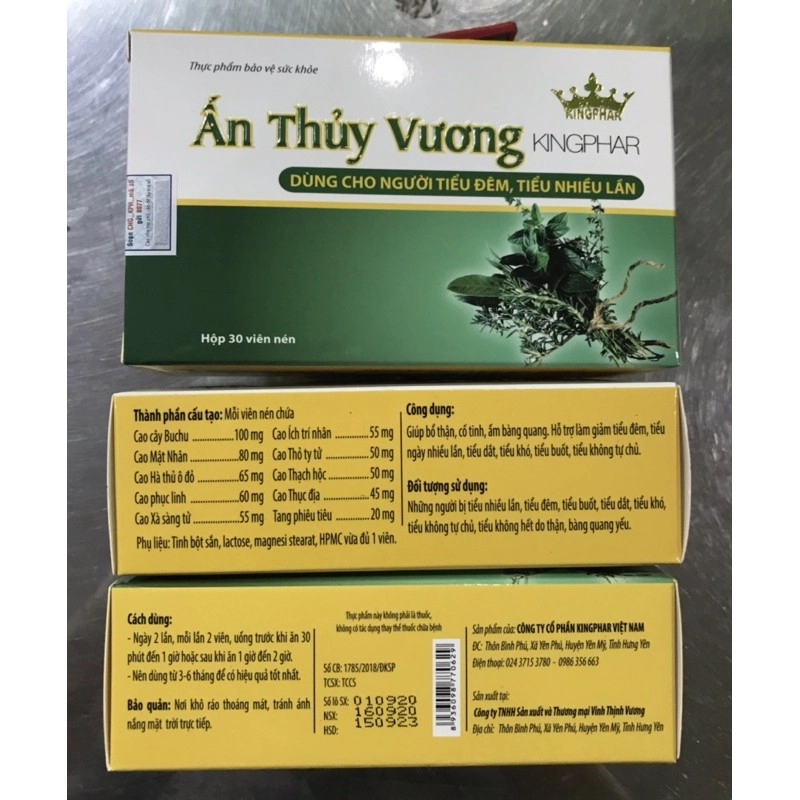 Thực phẩm bảo vệ sức khỏe
KINGPHAR
Ấn Thủy Vương KINGPHAR
DÙNG CHO NGƯỜI TIỂU ĐÊM, TIỂU NHIỀU LẦN
Soạn CHG_KPH_mã số
gửi 8077
Hộp 30 viên nén
Thành phần cấu tạo: Mỗi viên nén chứa
Cao cây Buchu ................100 mg
Cao Mật Nhân ..................80 mg
Cao Hà thủ ô đỏ ..............65 mg
Cao phục linh ...................60 mg
Cao Xà sàng tử ................55 mg
Cao Ích trí nhân ...........55 mg
Cao Thỏ ty tử ................50 mg
Cao Thạch hộc ..............50 mg
Cao Thục địa .................45 mg
Tang phiêu tiêu ............20 mg
Phụ liệu: Tinh bột sắn, lactose, magnesi stearat, HPMC vừa đủ 1 viên.
Công dụng:
Giúp bổ thận, cố tinh, ấm bàng quang. Hỗ trợ làm giảm tiểu đêm, tiểu
ngày nhiều lần, tiểu dắt, tiểu khó, tiểu buốt, tiểu không tự chủ.
Đối tượng sử dụng:
Những người bị tiểu nhiều lần, tiểu đêm, tiểu buốt, tiểu dắt, tiểu khó,
tiểu không tự chủ, tiểu không hết do thận, bàng quang yếu.
Cách dùng:
- Ngày 2 lần, mỗi lần 2 viên, uống trước khi ăn 30
phút đến 1 giờ hoặc sau khi ăn 1 giờ đến 2 giờ.
- Nên dùng từ 3-6 tháng để có hiệu quả tốt nhất.
Bảo quản: Nơi khô ráo thoáng mát, tránh ánh
nắng mặt trời trực tiếp.
Thực phẩm này không phải là thuốc,
không có tác dụng thay thế thuốc chữa bệnh
Số CB: 1785/2018/ĐKSP
TCSX: TCCS
Số lô SX: 010920
NSX: 160920
HSD: 150923
8936098770629
Sản phẩm của: CÔNG TY CỔ PHẦN KINGPHAR VIỆT NAM
ĐC: Thôn Bình Phú, Xã Yên Phú, Huyện Yên Mỹ, Tỉnh Hưng Yên
Điện thoại: 024 3715 3780 - 0986 356 663
Sản xuất tại:
Công ty TNHH Sản xuất và Thương mại Vinh Thịnh Vương
Địa chỉ: Thôn Bình Phú, Xã Yên Phú, Huyện Yên Mỹ, Tỉnh Hưng Yên